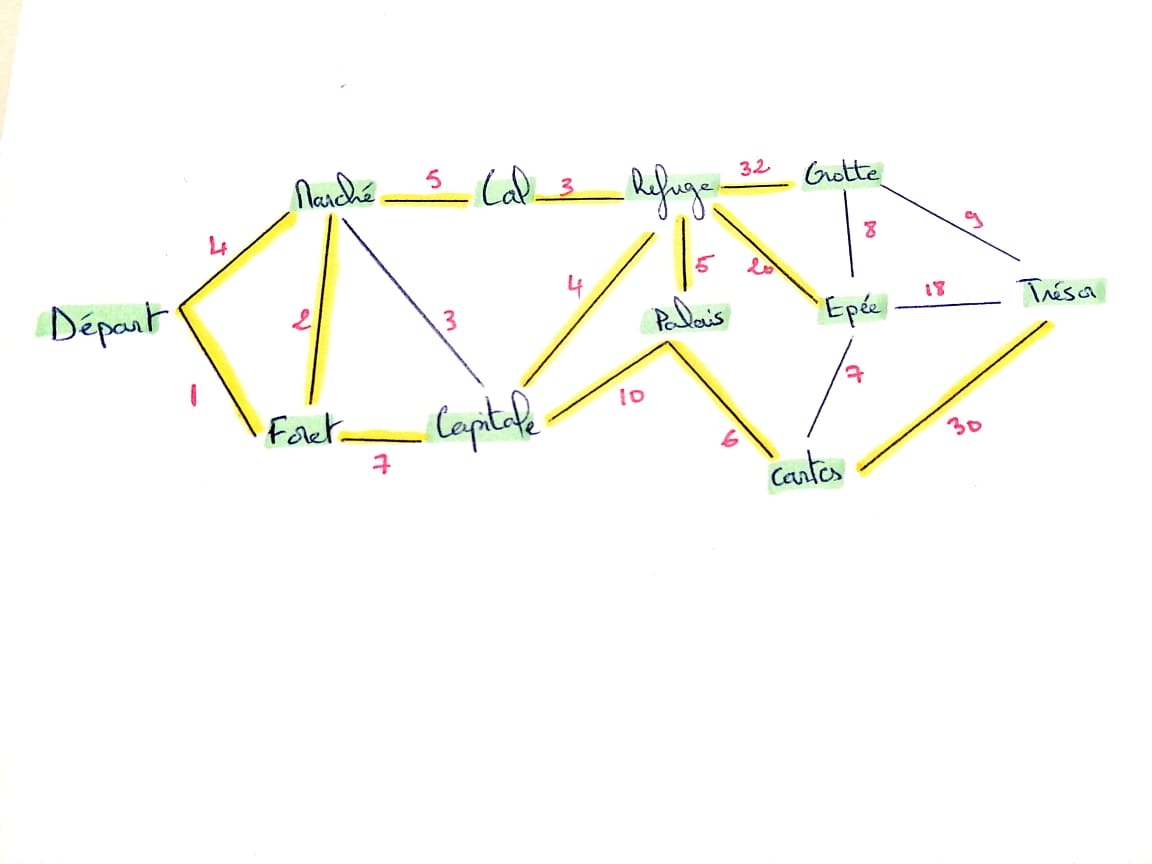 Marché 5 Col 3 Refuge 32 Grotte
4 8 9
2 3 4 5 20
Départ Palais Epée 18 Trésor
1 10 7
Foret 7 Capitale 6 30
Cartes